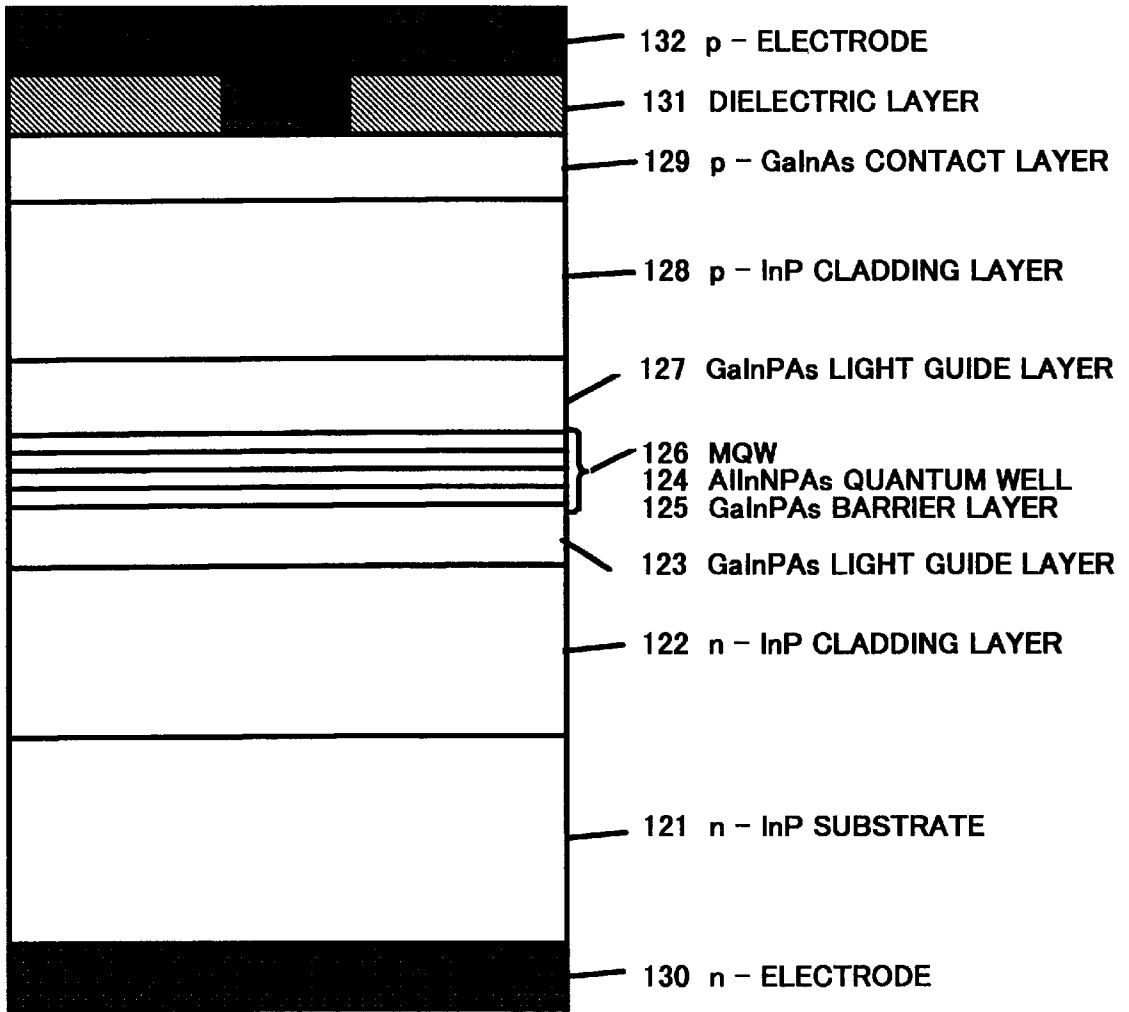 132 p - ELECTRODE
131 DIELECTRIC LAYER
129 p - GaInAs CONTACT LAYER
128 p - InP CLADDING LAYER
127 GaInPAs LIGHT GUIDE LAYER
126 MQW
124 AlInNPAs QUANTUM WELL
125 GaInPAs BARRIER LAYER
123 GaInPAs LIGHT GUIDE LAYER
122 n - InP CLADDING LAYER
121 n - InP SUBSTRATE
130 n - ELECTRODE